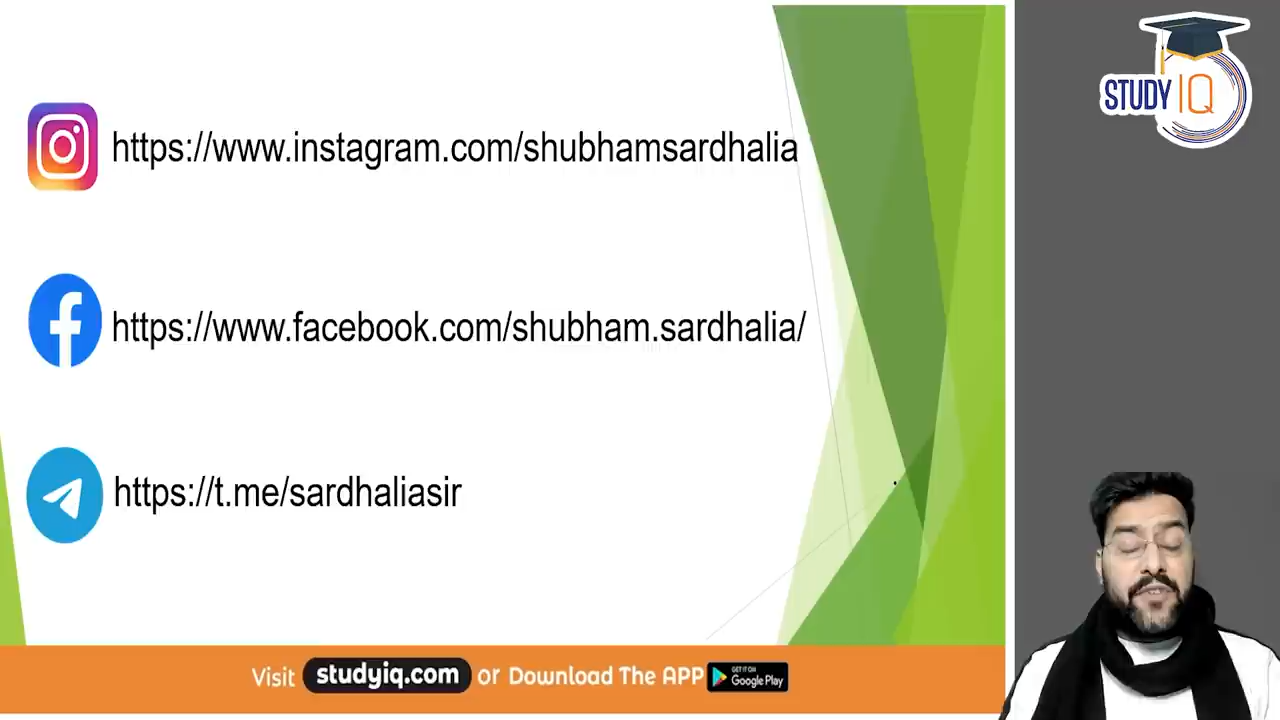 https://www.instagram.com/shubhamsardhalia
https://www.facebook.com/shubham.sardhalia/
https://t.me/sardhaliasir
STUDY IQ
Visit studyiq.com or Download The APP GET IT ON Google Play